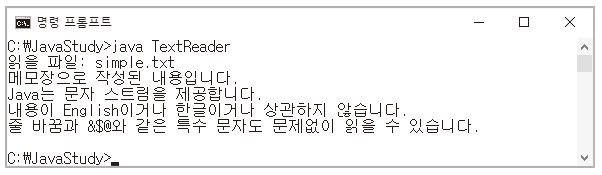 명령 프롬프트
C:\JavaStudy>java TextReader
읽을 파일: simple.txt
메모장으로 작성된 내용입니다.
Java는 문자 스트림을 제공합니다.
내용이 English이거나 한글이거나 상관하지 않습니다.
줄 바꿈과 &$@와 같은 특수 문자도 문제없이 읽을 수 있습니다.
C:\JavaStudy>